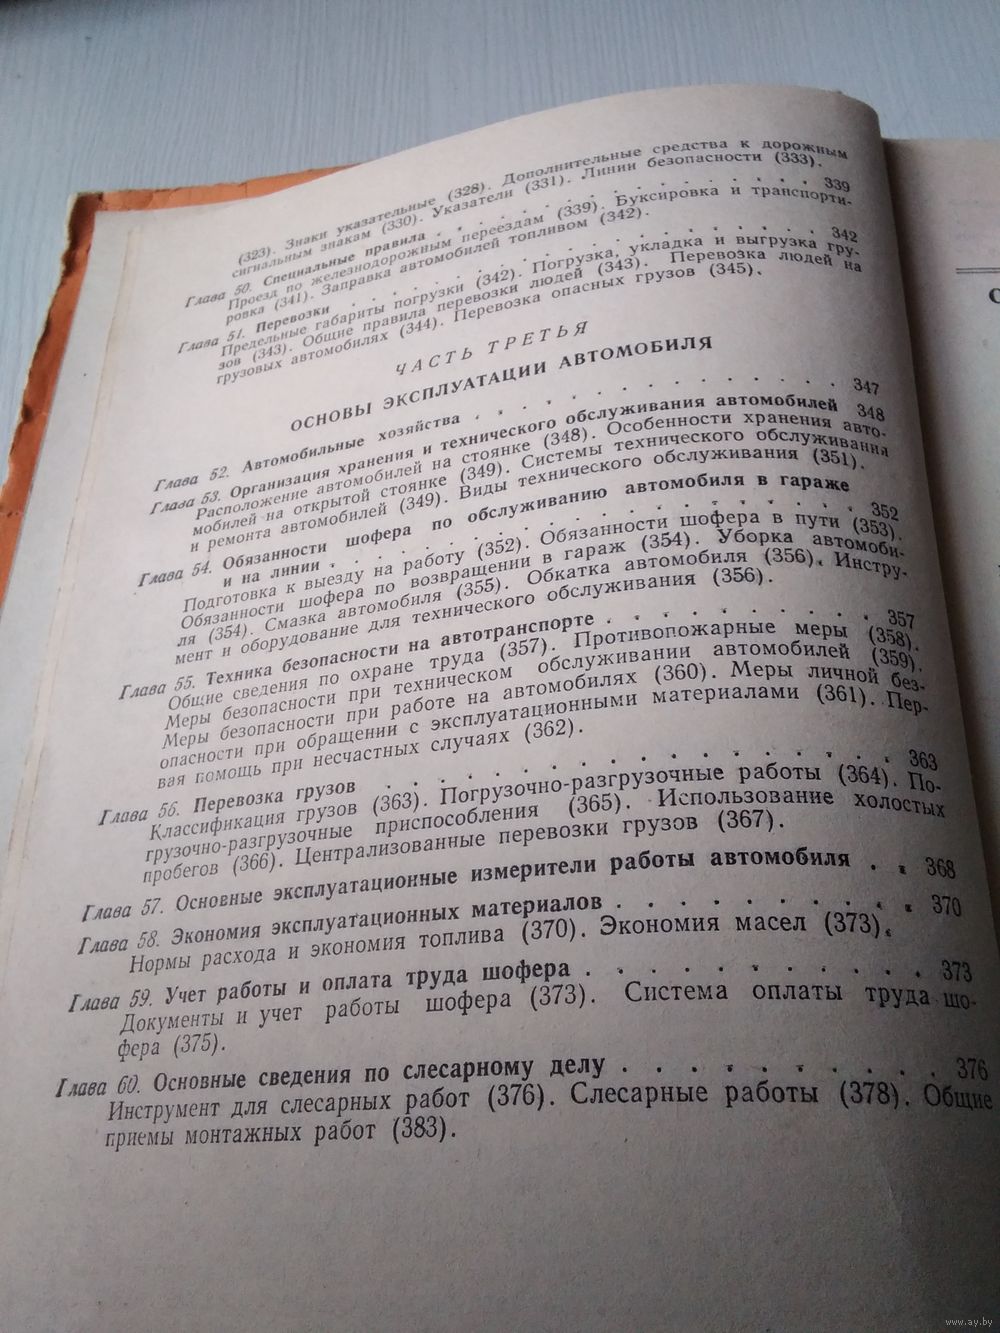 (323). Знаки указательные (328). Дополнительные средства к дорожным
сигнальным знакам (330). Указатели (331). Линии безопасности (333).
Глава 50. Специальные правила . . . . . . . . . . 339
Проезд по железнодорожным переездам (339). Буксировка и транспорти-
ровка (341). Заправка автомобилей топливом (342).
Глава 51. Перевозки . . . . . . . . . . . . 342
Предельные габариты погрузки (342). Погрузка, укладка и выгрузка гру-
зов (343). Общие правила перевозки людей (343). Перевозка людей на
грузовых автомобилях (344). Перевозка опасных грузов (345).
ЧАСТЬ ТРЕТЬЯ
ОСНОВЫ ЭКСПЛУАТАЦИИ АВТОМОБИЛЯ
Глава 52. Автомобильные хозяйства . . . . . . . . . . . 347
Глава 53. Организация хранения и технического обслуживания автомобилей 348
Расположение автомобилей на стоянке (348). Особенности хранения авто-
мобилей на открытой стоянке (349). Системы технического обслуживания
и ремонта автомобилей (349). Виды технического обслуживания (351).
Глава 54. Обязанности шофера по обслуживанию автомобиля в гараже
и на линии . . . . . . . . . . . . . . 352
Подготовка к выезду на работу (352). Обязанности шофера в пути (353).
Обязанности шофера по возвращении в гараж (354). Уборка автомоби-
ля (354). Смазка автомобиля (355). Обкатка автомобиля (356). Инстру-
мент и оборудование для технического обслуживания (356).
Глава 55. Техника безопасности на автотранспорте . . . . . . . 357
Общие сведения по охране труда (357). Противопожарные меры (358).
Меры безопасности при техническом обслуживании автомобилей (359).
Меры безопасности при работе на автомобилях (360). Меры личной без-
опасности при обращении с эксплуатационными материалами (361). Пер-
вая помощь при несчастных случаях (362).
Глава 56. Перевозка грузов . . . . . . . . . . . . . 363
Классификация грузов (363). Погрузочно-разгрузочные работы (364). По-
грузочно-разгрузочные приспособления (365). Использование холостых
пробегов (366). Централизованные перевозки грузов (367).
Глава 57. Основные эксплуатационные измерители работы автомобиля . . 368
Глава 58. Экономия эксплуатационных материалов . . . . . . . . 370
Нормы расхода и экономия топлива (370). Экономия масел (373).
Глава 59. Учет работы и оплата труда шофера . . . . . . . . . 373
Документы и учет работы шофера (373). Система оплаты труда шо-
фера (375).
Глава 60. Основные сведения по слесарному делу . . . . . . . . 376
Инструмент для слесарных работ (376). Слесарные работы (378). Общие
приемы монтажных работ (383).
www.ay.by